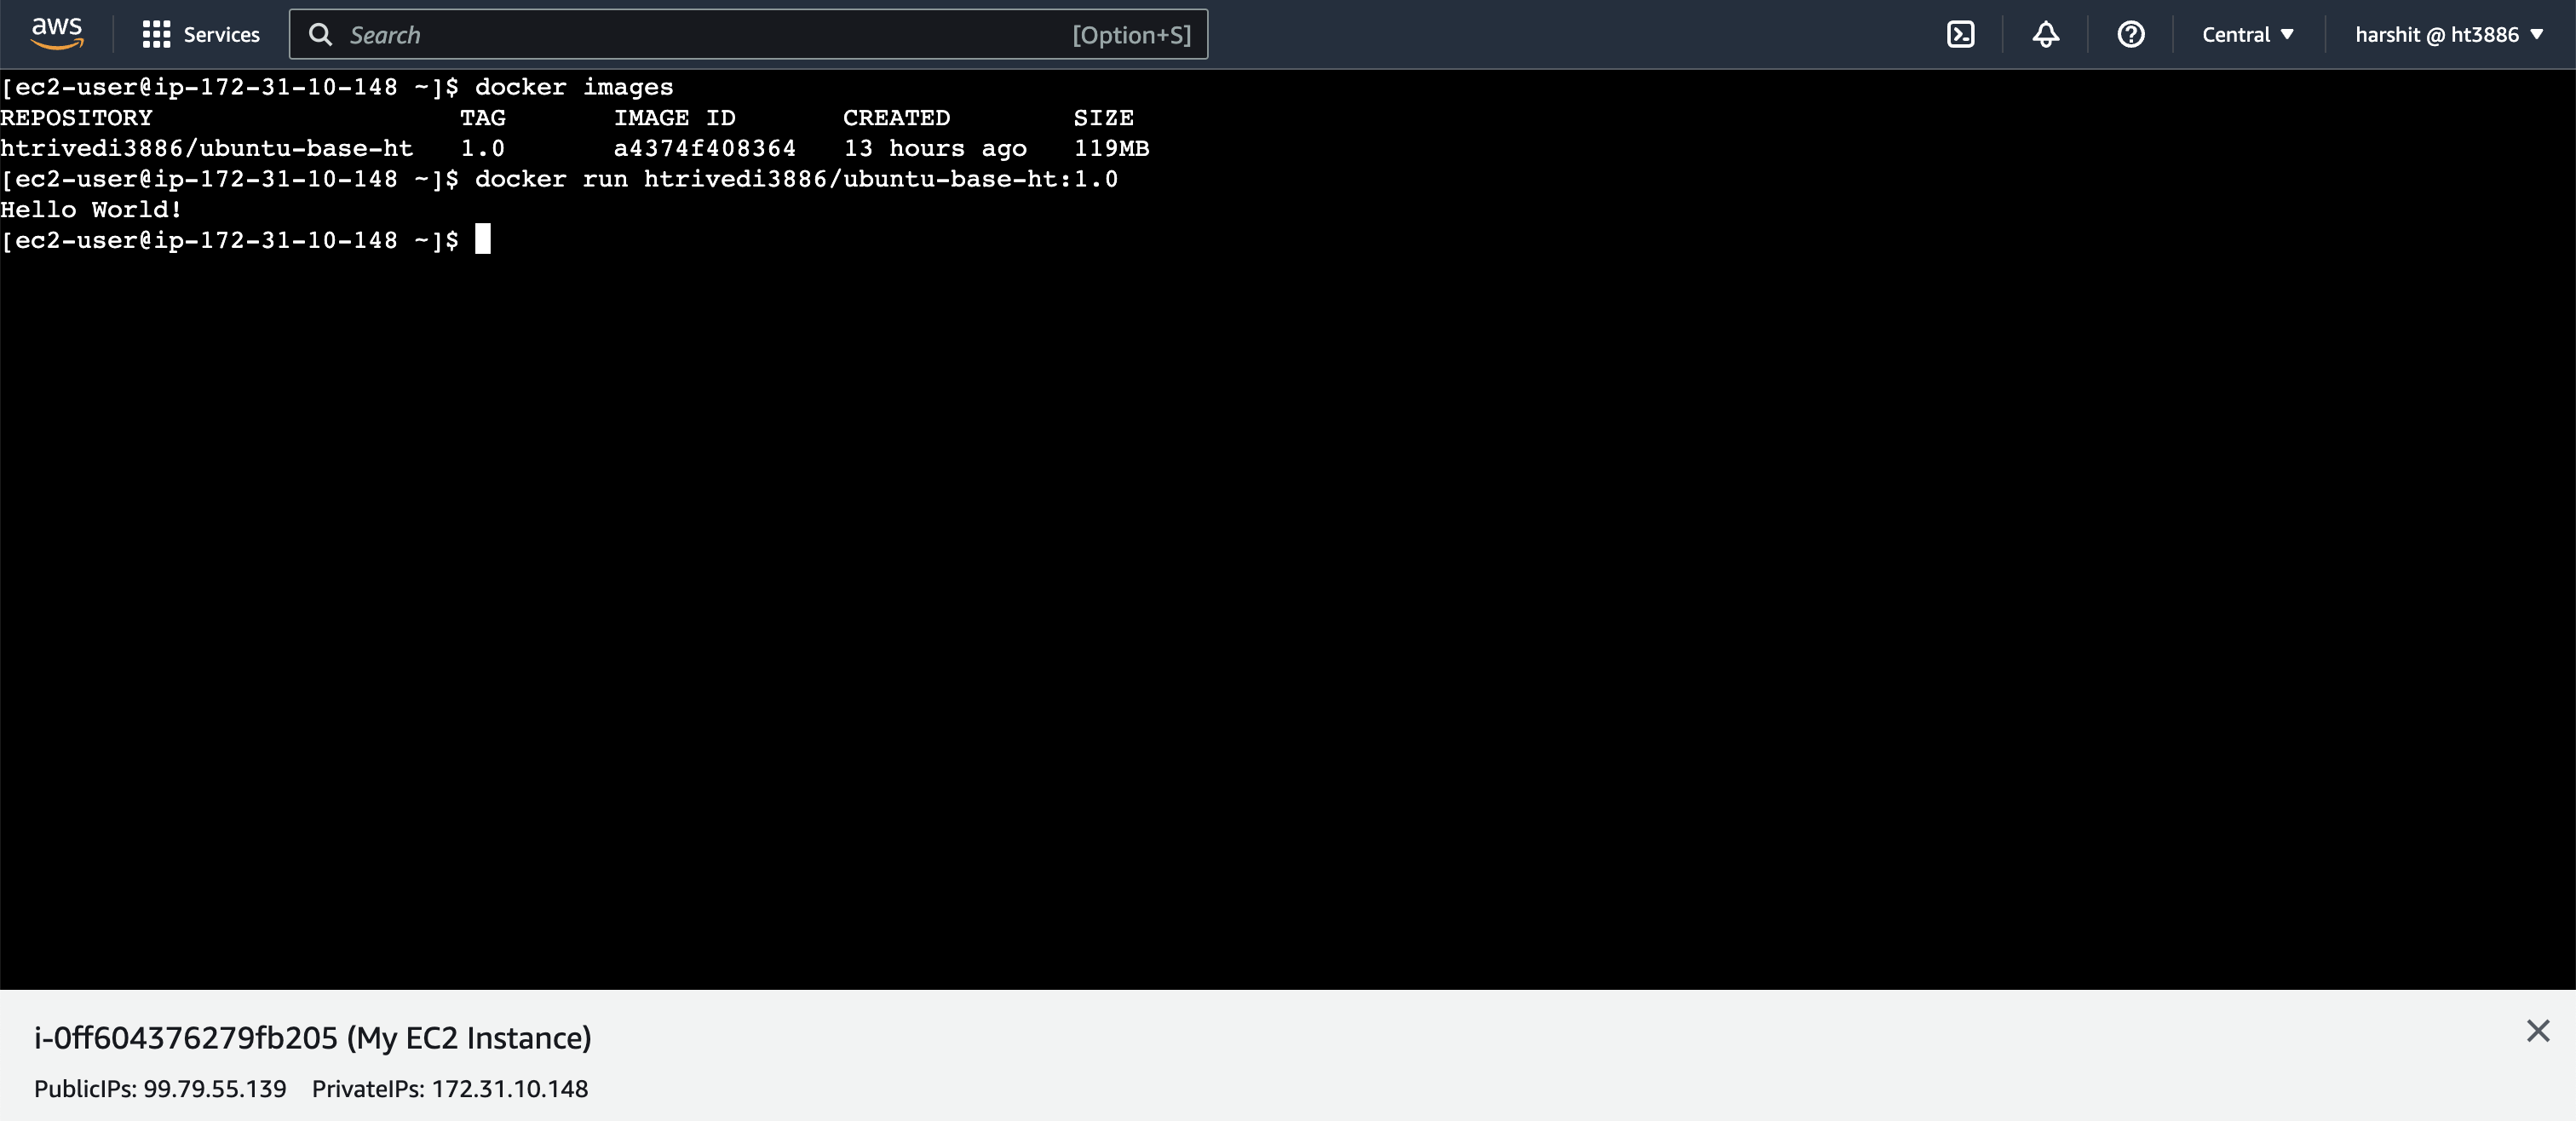 aws Services Search [Option+S] Central harshit @ ht3886
[ec2-user@ip-172-31-10-148 ~]$ docker images
REPOSITORY TAG IMAGE ID CREATED SIZE
htrivedi3886/ubuntu-base-ht 1.0 a4374f408364 13 hours ago 119MB
[ec2-user@ip-172-31-10-148 ~]$ docker run htrivedi3886/ubuntu-base-ht:1.0
Hello World!
[ec2-user@ip-172-31-10-148 ~]$
i-0ff604376279fb205 (My EC2 Instance)
PublicIPs: 99.79.55.139 PrivateIPs: 172.31.10.148